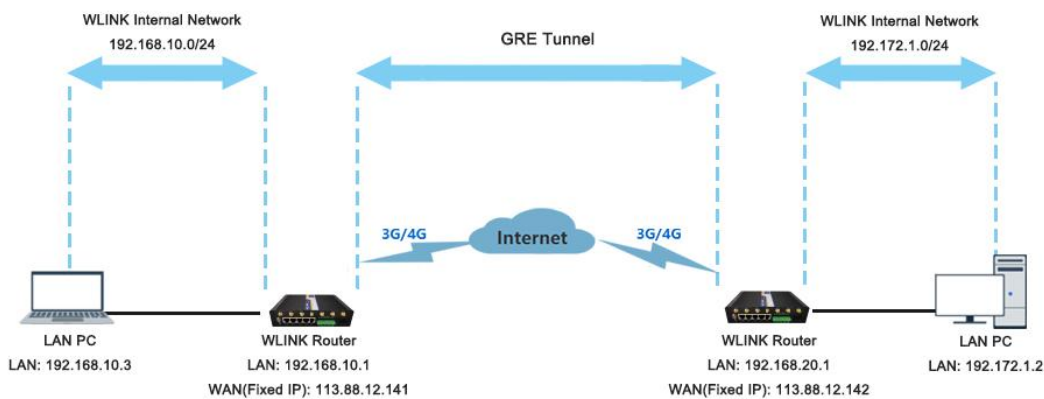 WLINK Internal Network
192.168.10.0/24
GRE Tunnel
WLINK Internal Network
192.172.1.0/24
3G/4G
Internet
3G/4G
LAN PC
LAN: 192.168.10.3
WLINK Router
LAN: 192.168.10.1
WAN(Fixed IP): 113.88.12.141
WLINK Router
LAN: 192.168.20.1
WAN(Fixed IP): 113.88.12.142
LAN PC
LAN: 192.172.1.2